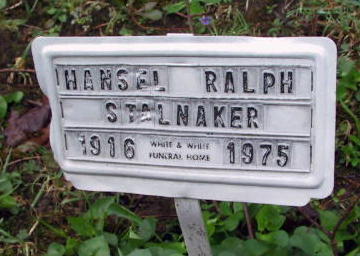 HANSEL RALPH
STALNAKER
1916 WHITE & WHITE FUNERAL HOME 1975